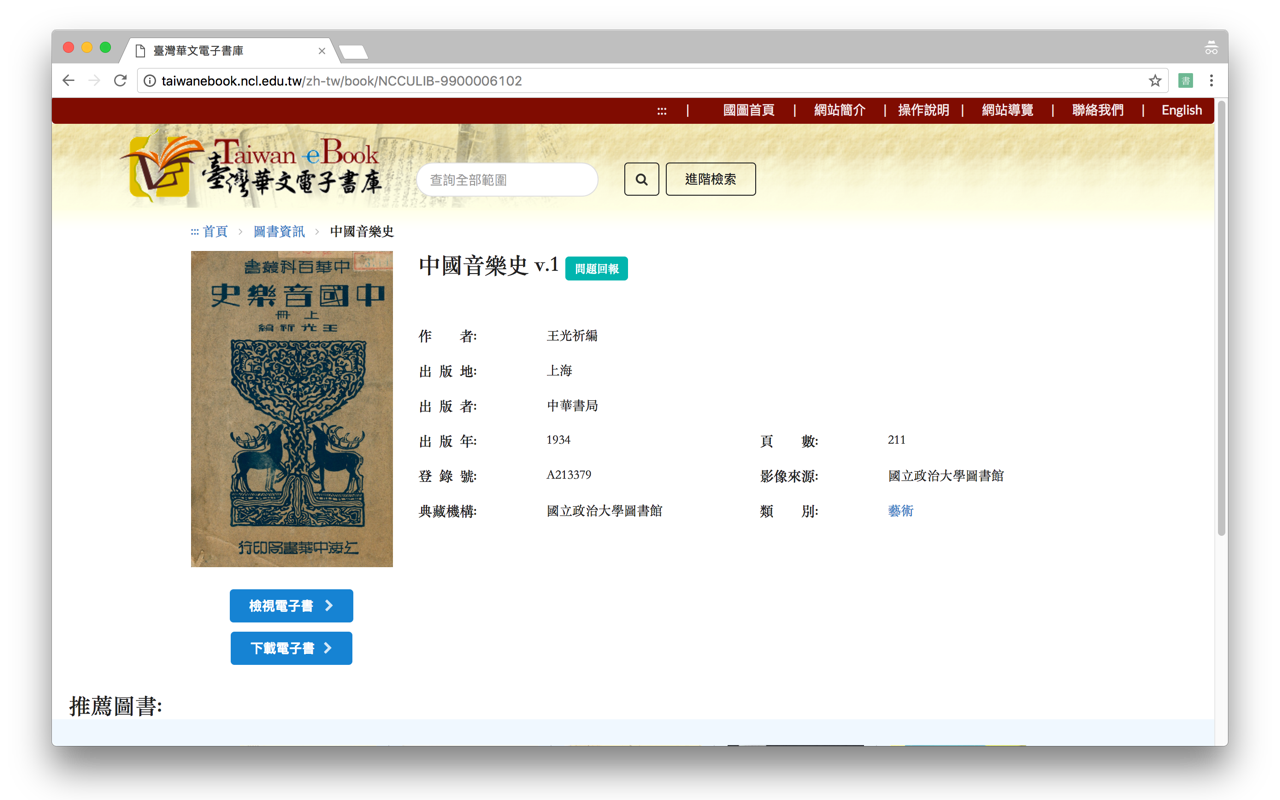 臺灣華文電子書庫
taiwanebook.ncl.edu.tw/zh-tw/book/NCCULIB-9900006102
書
::: | 國圖首頁 | 網站簡介 | 操作說明 | 網站導覽 | 聯絡我們 | English
Taiwan eBook
臺灣華文電子書庫
查詢全部範圍
進階檢索
::: 首頁 › 圖書資訊 › 中國音樂史
書叢科百華中
史樂音國中
冊上
編祈光王
行印局書華中海上
中國音樂史 v.1 問題回報
作者: 王光祈編
出版地: 上海
出版者: 中華書局
出版年: 1934 頁數: 211
登錄號: A213379 影像來源: 國立政治大學圖書館
典藏機構: 國立政治大學圖書館 類別: 藝術
檢視電子書
下載電子書
推薦圖書: